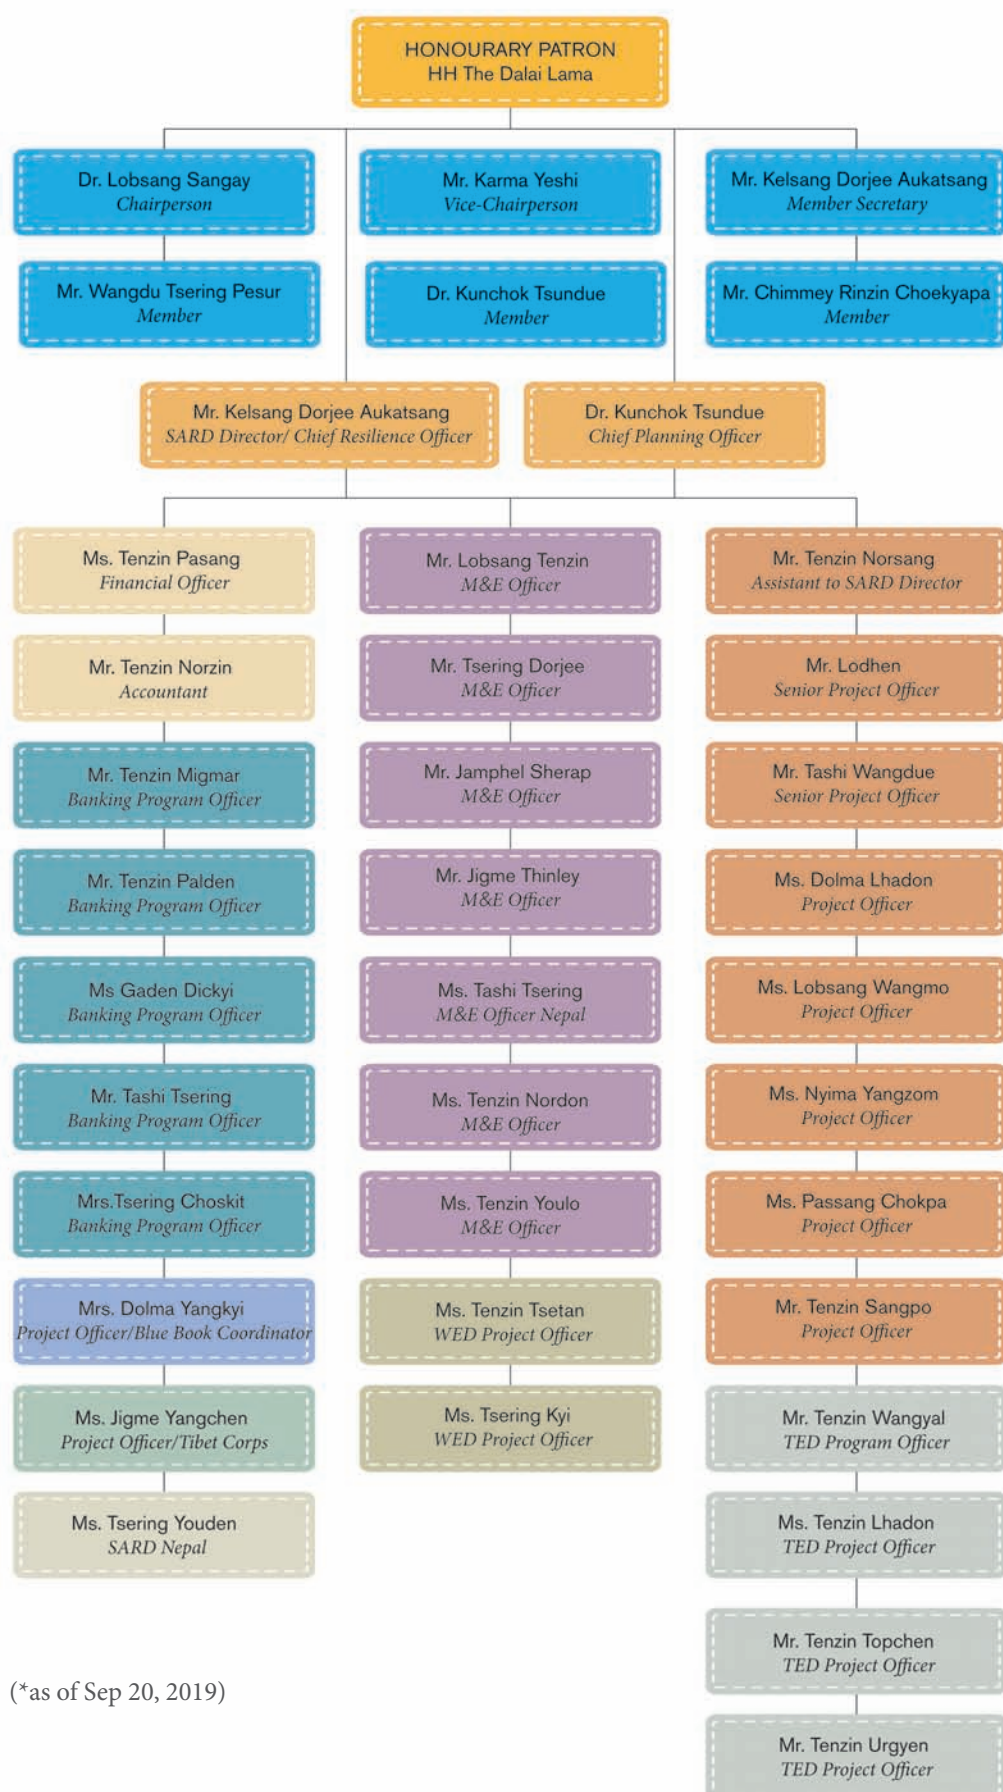 HONOURARY PATRON
HH The Dalai Lama
Dr. Lobsang Sangay
Chairperson
Mr. Karma Yeshi
Vice-Chairperson
Mr. Kelsang Dorjee Aukatsang
Member Secretary
Mr. Wangdu Tsering Pesur
Member
Dr. Kunchok Tsundue
Member
Mr. Chimmey Rinzin Choekyapa
Member
Mr. Kelsang Dorjee Aukatsang
SARD Director/ Chief Resilience Officer
Dr. Kunchok Tsundue
Chief Planning Officer
Ms. Tenzin Pasang
Financial Officer
Mr. Tenzin Norzin
Accountant
Mr. Tenzin Migmar
Banking Program Officer
Mr. Tenzin Palden
Banking Program Officer
Ms Gaden Dickyi
Banking Program Officer
Mr. Tashi Tsering
Banking Program Officer
Mrs.Tsering Choskit
Banking Program Officer
Mrs. Dolma Yangkyi
Project Officer/Blue Book Coordinator
Ms. Jigme Yangchen
Project Officer/Tibet Corps
Ms. Tsering Youden
SARD Nepal
Mr. Lobsang Tenzin
M&E Officer
Mr. Tsering Dorjee
M&E Officer
Mr. Jamphel Sherap
M&E Officer
Mr. Jigme Thinley
M&E Officer
Ms. Tashi Tsering
M&E Officer Nepal
Ms. Tenzin Nordon
M&E Officer
Ms. Tenzin Youlo
M&E Officer
Ms. Tenzin Tsetan
WED Project Officer
Ms. Tsering Kyi
WED Project Officer
Mr. Tenzin Norsang
Assistant to SARD Director
Mr. Lodhen
Senior Project Officer
Mr. Tashi Wangdue
Senior Project Officer
Ms. Dolma Lhadon
Project Officer
Ms. Lobsang Wangmo
Project Officer
Ms. Nyima Yangzom
Project Officer
Ms. Passang Chokpa
Project Officer
Mr. Tenzin Sangpo
Project Officer
Mr. Tenzin Wangyal
TED Program Officer
Ms. Tenzin Lhadon
TED Project Officer
Mr. Tenzin Topchen
TED Project Officer
Mr. Tenzin Urgyen
TED Project Officer
(*as of Sep 20, 2019)